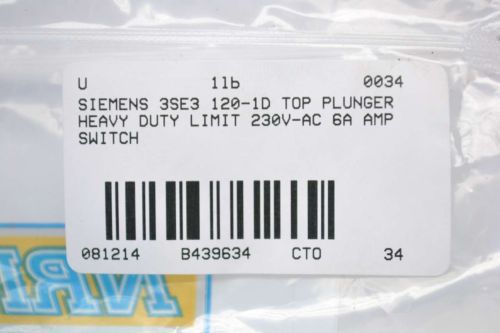 U 1lb 0034
SIEMENS 3SE3 120-1D TOP PLUNGER
HEAVY DUTY LIMIT 230V-AC 6A AMP
SWITCH
081214 B439634 CTO 34
MRI